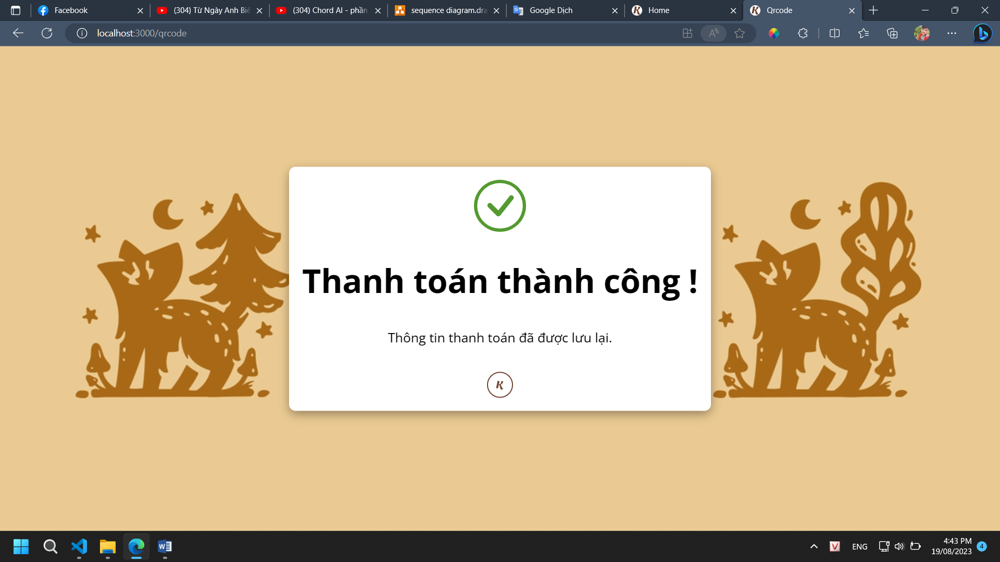 Facebook
(304) Từ Ngày Anh Biế
(304) Chord AI - phần
sequence diagram.dra
Google Dịch
Home
Qrcode
localhost:3000/qrcode
Thanh toán thành công !
Thông tin thanh toán đã được lưu lại.
K
ENG
4:43 PM
19/08/2023
4